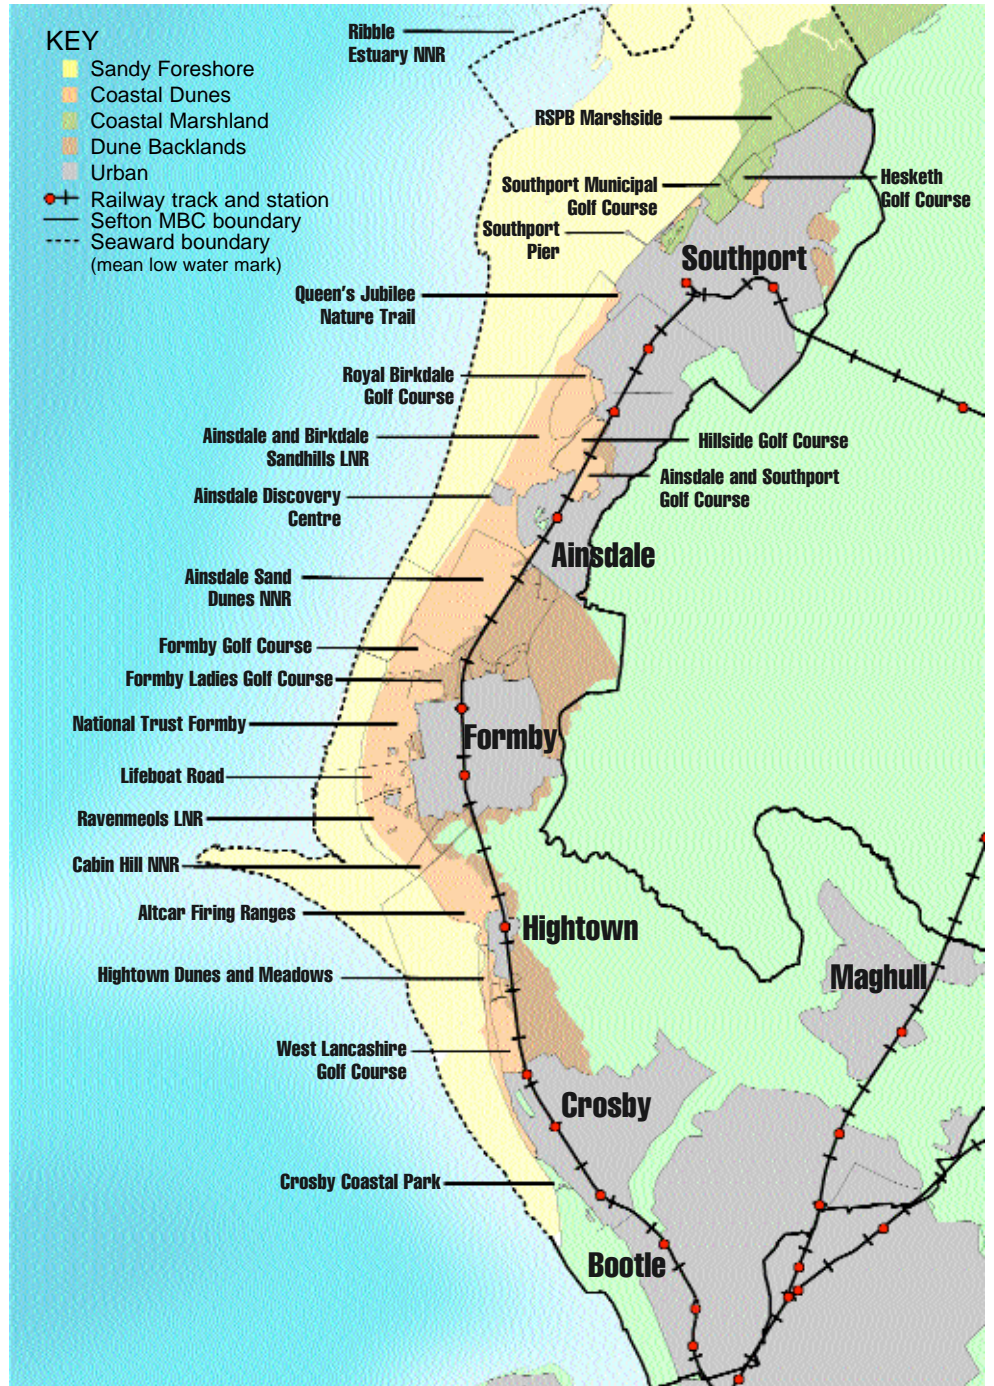 KEY
Sandy Foreshore
Coastal Dunes
Coastal Marshland
Dune Backlands
Urban
Railway track and station
Sefton MBC boundary
Seaward boundary
(mean low water mark)
Ribble
Estuary NNR
RSPB Marshside
Southport Municipal
Golf Course
Hesketh
Golf Course
Southport
Pier
Southport
Queen's Jubilee
Nature Trail
Royal Birkdale
Golf Course
Ainsdale and Birkdale
Sandhills LNR
Hillside Golf Course
Ainsdale and Southport
Golf Course
Ainsdale Discovery
Centre
Ainsdale
Ainsdale Sand
Dunes NNR
Formby Golf Course
Formby Ladies Golf Course
National Trust Formby
Formby
Lifeboat Road
Ravenmeols LNR
Cabin Hill NNR
Altcar Firing Ranges
Hightown
Hightown Dunes and Meadows
Maghull
West Lancashire
Golf Course
Crosby
Crosby Coastal Park
Bootle